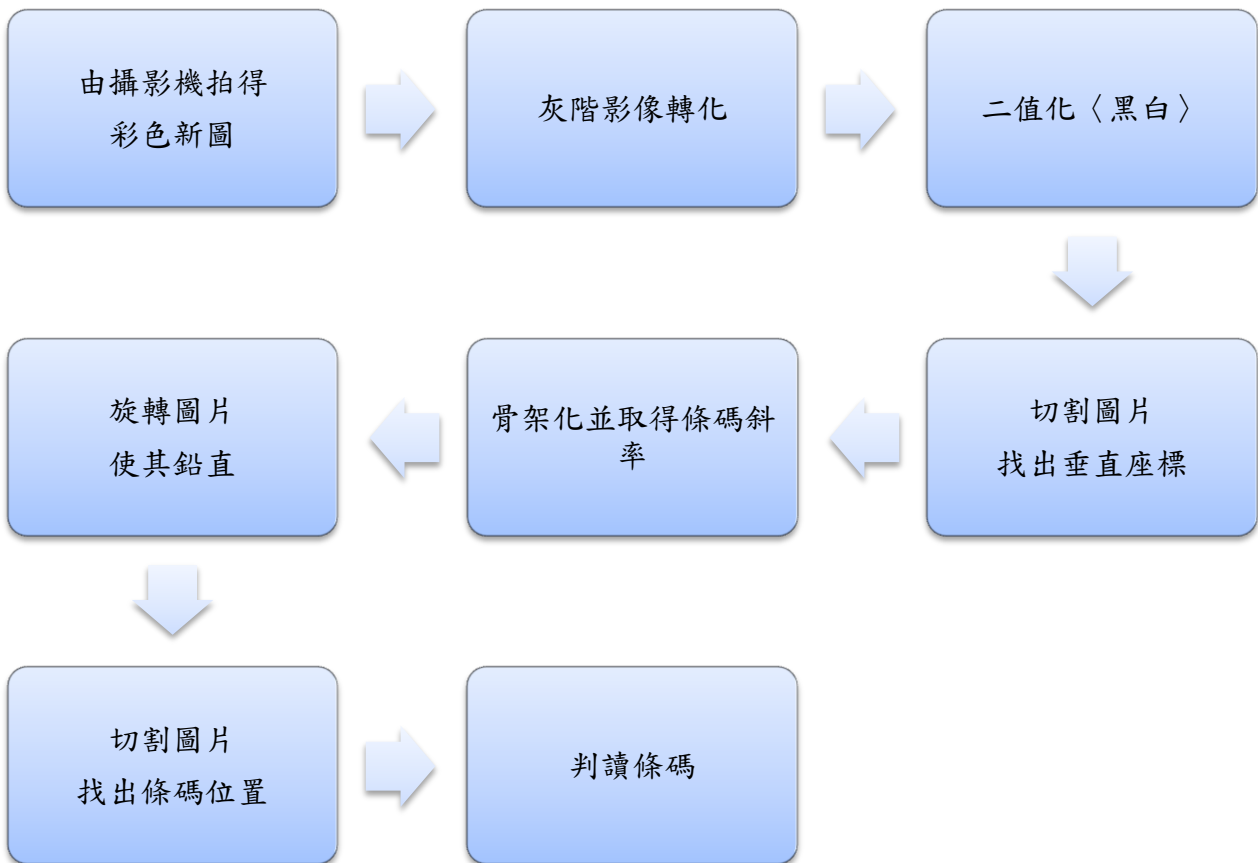 由攝影機拍得
彩色新圖
灰階影像轉化
二值化〈黑白〉
切割圖片
找出垂直座標
骨架化並取得條碼斜
率
旋轉圖片
使其鉛直
切割圖片
找出條碼位置
判讀條碼